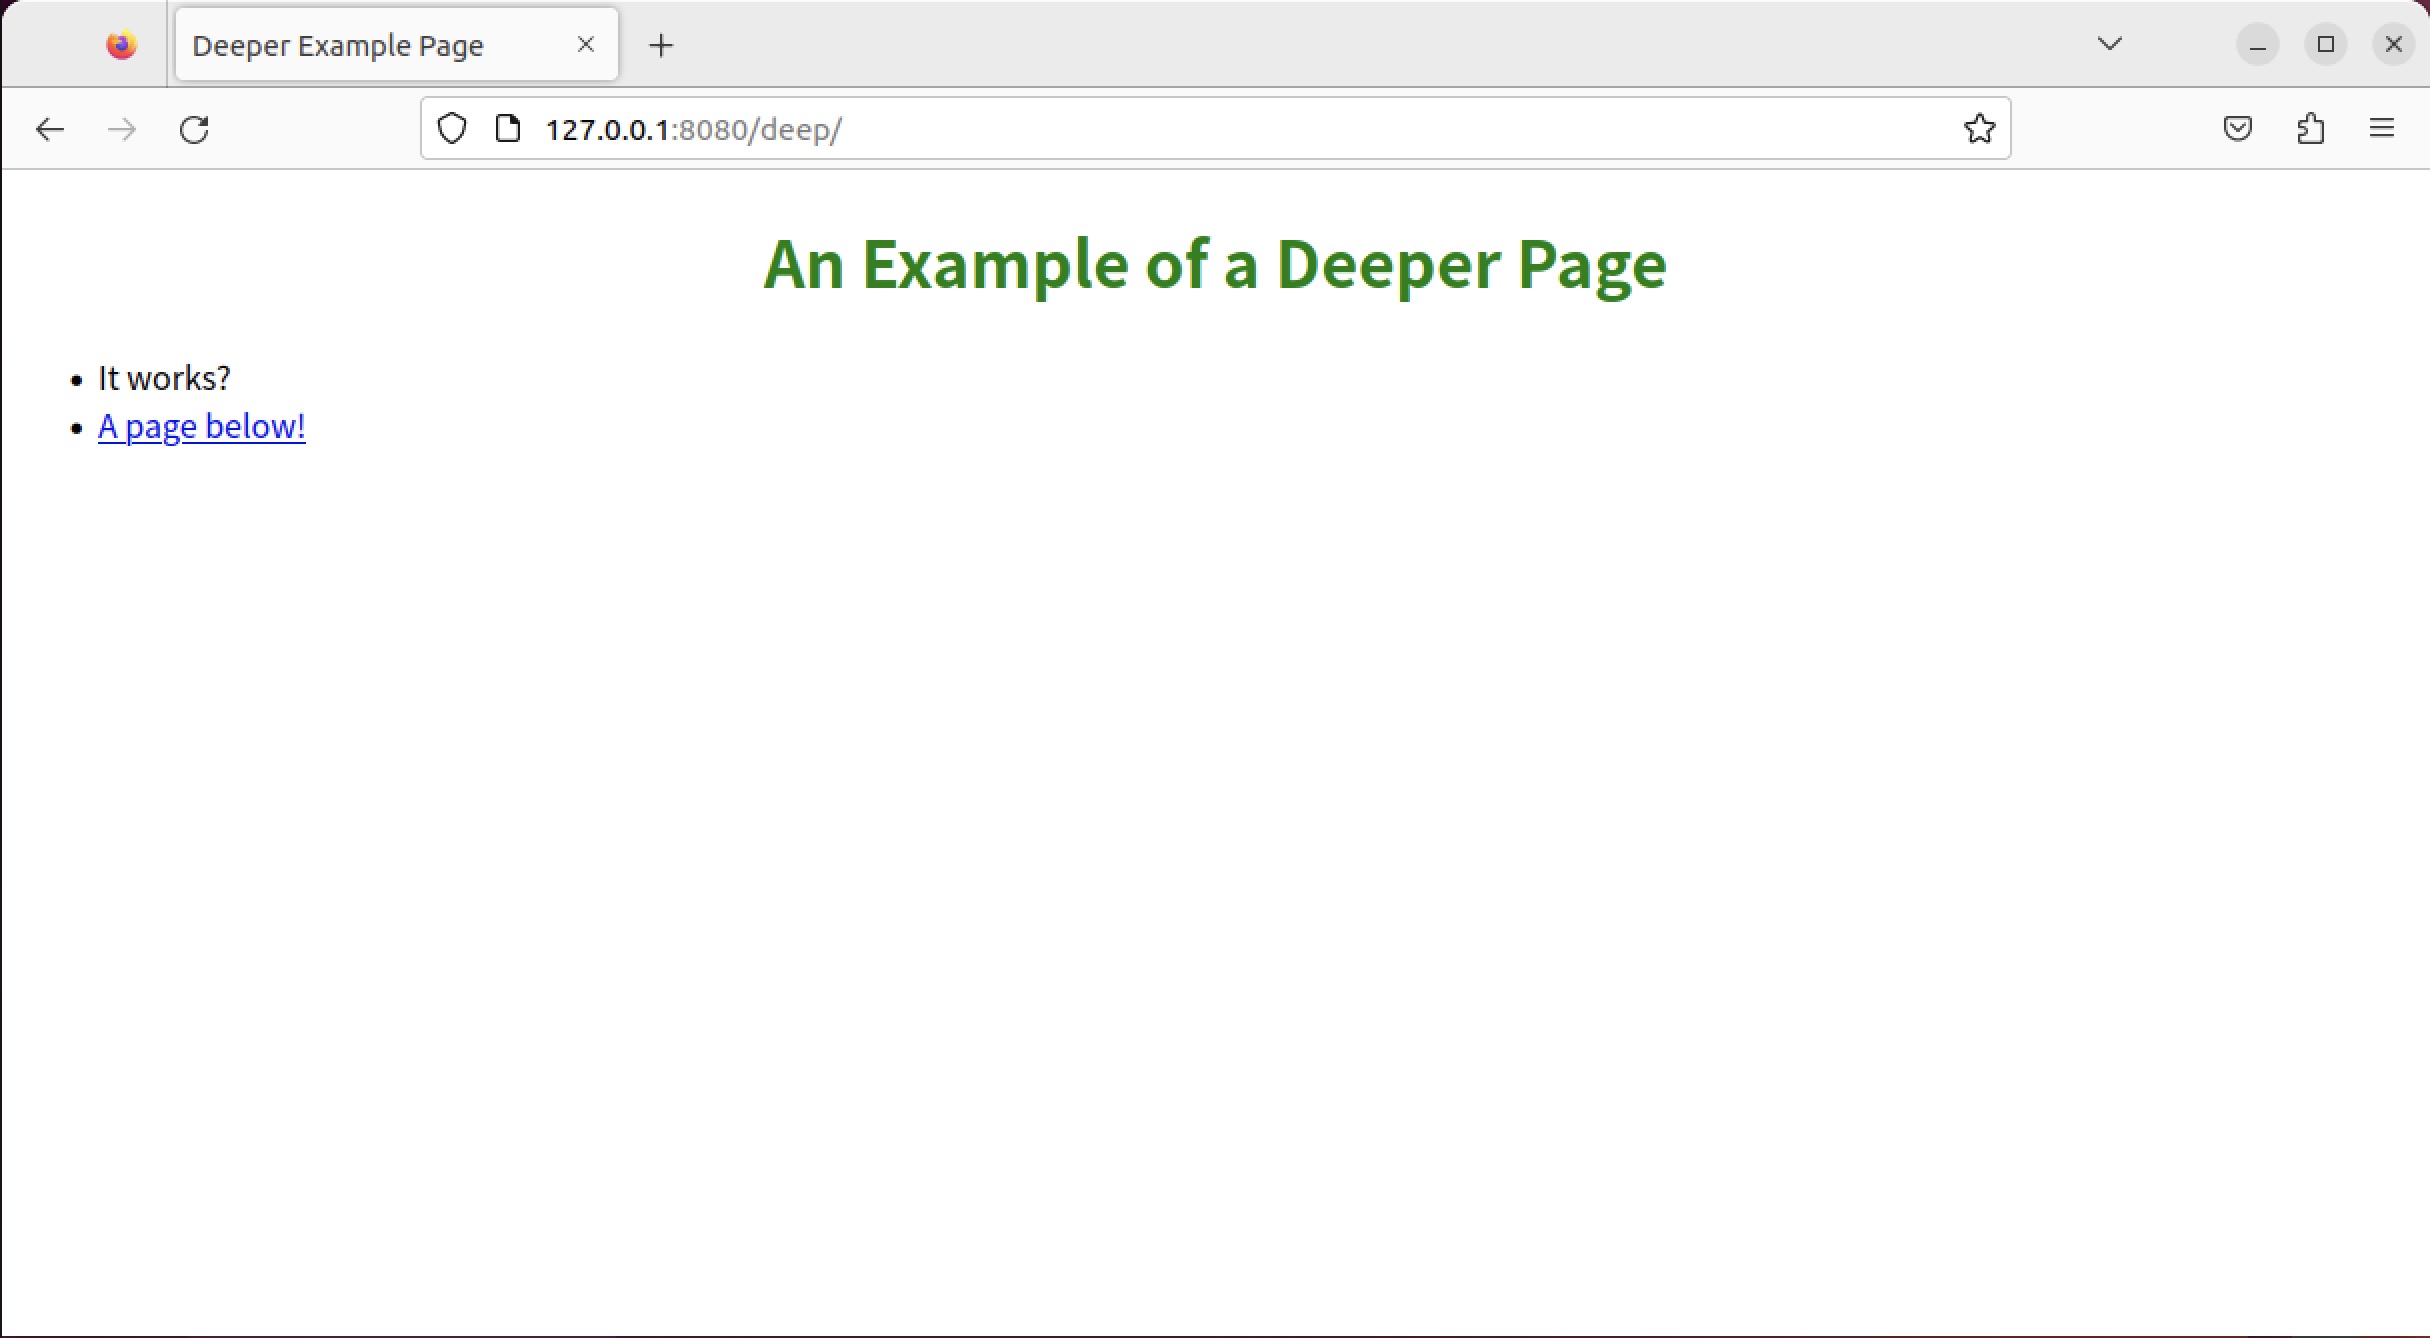 Deeper Example Page
127.0.0.1:8080/deep/
An Example of a Deeper Page
• It works?
• A page below!